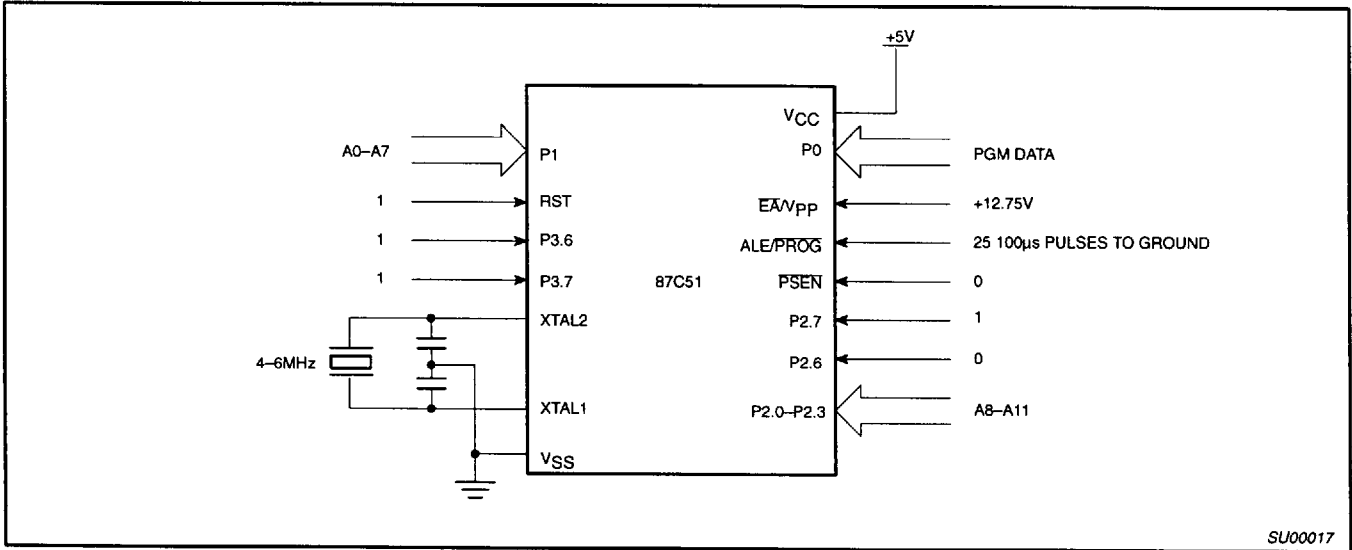 +5V
VCC
A0–A7
P1
P0
PGM DATA
1
RST
EA/VPP
+12.75V
1
P3.6
ALE/PROG
25 100µs PULSES TO GROUND
1
P3.7
87C51
PSEN
0
XTAL2
P2.7
1
4–6MHz
P2.6
0
XTAL1
P2.0–P2.3
A8–A11
VSS
SU00017